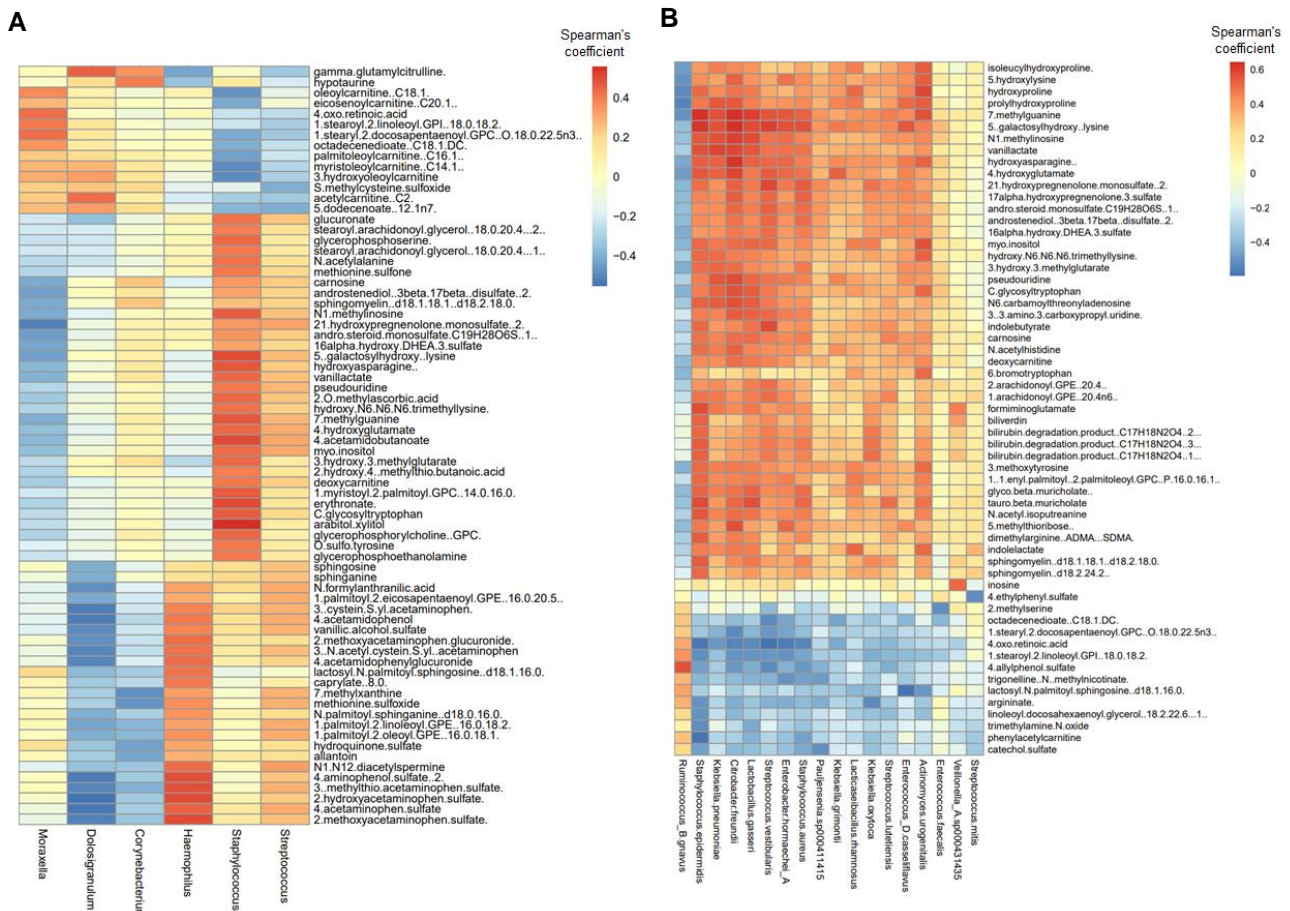 A
Spearman's
coefficient
0.4
0.2
0
−0.2
−0.4
gamma.glutamylcitrulline.
hypotaurine
oleoylcarnitine..C18.1.
eicosenoylcarnitine..C20.1..
4.oxo.retinoic.acid
1.stearoyl.2.linoleoyl.GPI..18.0.18.2.
1.stearoyl.2.docosapentaenoyl.GPC..O.18.0.22.5n3..
octadecenedioate..C18.1.DC.
palmitoleoylcarnitine..C16.1..
myristoleoylcarnitine..C14.1..
3.hydroxyoleoylcarnitine
S.methylcysteine.sulfoxide
acetylcarnitine..C2.
5.dodecenoate..12.1n7.
glucuronate
stearoyl.arachidonoyl.glycerol..18.0.20.4...2..
glycerophosphoserine.
stearoyl.arachidonoyl.glycerol..18.0.20.4...1..
N.acetylalanine
methionine.sulfone
carnosine
androstenediol..3beta.17beta..disulfate..2.
sphingomyelin..d18.1.18.1..d18.2.18.0.
N1.methylinosine
21.hydroxypregnenolone.monosulfate..2.
andro.steroid.monosulfate.C19H28O6S..1..
16alpha.hydroxy.DHEA.3.sulfate
5..galactosylhydroxy..lysine
hydroxyasparagine..
vanillactate
pseudouridine
2.O.methylascorbic.acid
hydroxy.N6.N6.N6.trimethyllysine.
7.methylguanine
4.hydroxyglutamate
4.acetamidobutanoate
myo.inositol
3.hydroxy.3.methylglutarate
2.hydroxy.4..methylthio.butanoic.acid
deoxycarnitine
1.myristoyl.2.palmitoyl.GPC..14.0.16.0.
erythronate.
C.glycosyltryptophan
arabitol.xylitol
glycerophosphorylcholine..GPC.
O.sulfo.tyrosine
glycerophosphoethanolamine
sphingosine
sphinganine
N.formylanthranilic.acid
1.palmitoyl.2.eicosapentaenoyl.GPE..16.0.20.5..
3..cystein.S.yl.acetaminophen.
4.acetamidophenol
vanillic.alcohol.sulfate
2.methoxyacetaminophen.glucuronide.
3..N.acetyl.cystein.S.yl..acetaminophen
4.acetamidophenylglucuronide
lactosyl.N.palmitoyl.sphingosine..d18.1.16.0.
caprylate..8.0.
7.methylxanthine
methionine.sulfoxide
N.palmitoyl.sphinganine..d18.0.16.0.
1.palmitoyl.2.linoleoyl.GPE..16.0.18.2.
1.palmitoyl.2.oleoyl.GPE..16.0.18.1.
hydroquinone.sulfate
allantoin
N1.N12.diacetylspermine
4.aminophenol.sulfate..2.
3..methylthio.acetaminophen.sulfate.
2.hydroxyacetaminophen.sulfate.
4.acetaminophen.sulfate
2.methoxyacetaminophen.sulfate.
Moraxella
Dolosigranulum
Corynebacteriu
Haemophilus
Staphylococcus
Streptococcus
B
Spearman's
coefficient
0.6
0.4
0.2
0
−0.2
−0.4
isoleucylhydroxyproline.
5.hydroxylysine
hydroxyproline
prolylhydroxyproline
7.methylguanine
5..galactosylhydroxy..lysine
N1.methylinosine
vanillactate
hydroxyasparagine..
4.hydroxyglutamate
21.hydroxypregnenolone.monosulfate..2.
17alpha.hydroxypregnenolone.3.sulfate
andro.steroid.monosulfate.C19H28O6S..1..
androstenediol..3beta.17beta..disulfate..2.
16alpha.hydroxy.DHEA.3.sulfate
myo.inositol
hydroxy.N6.N6.N6.trimethyllysine.
3.hydroxy.3.methylglutarate
pseudouridine
C.glycosyltryptophan
N6.carbamoylthreonyladenosine
3..3.amino.3.carboxypropyl.uridine.
indolebutyrate
carnosine
N.acetylhistidine
deoxycarnitine
6.bromotryptophan
2.arachidonoyl.GPE..20.4..
1.arachidonoyl.GPE..20.4n6..
formiminoglutamate
biliverdin
bilirubin.degradation.product..C17H18N2O4..2...
bilirubin.degradation.product..C17H18N2O4..3...
bilirubin.degradation.product..C17H18N2O4..1...
3.methoxytyrosine
1..1.enyl.palmitoyl..2.palmitoleoyl.GPC..P.16.0.16.1..
glyco.beta.muricholate..
tauro.beta.muricholate
N.acetyl.isoputreanine
5.methylthioribose..
dimethylarginine..ADMA...SDMA.
indolelactate
sphingomyelin..d18.1.18.1..d18.2.18.0.
sphingomyelin..d18.2.24.2..
inosine
4.ethylphenyl.sulfate
2.methylserine
octadecenedioate..C18.1.DC.
1.stearyl.2.docosapentaenoyl.GPC..O.18.0.22.5n3..
4.oxo.retinoic.acid
1.stearoyl.2.linoleoyl.GPI..18.0.18.2.
4.allylphenol.sulfate
trigonelline..N..methylnicotinate.
lactosyl.N.palmitoyl.sphingosine..d18.1.16.0.
argininate.
linoleoyl.docosahexaenoyl.glycerol..18.2.22.6...1..
trimethylamine.N.oxide
phenylacetylcarnitine
catechol.sulfate
Ruminococcus_B.gnavus
Staphylococcus.epidermidis
Klebsiella.pneumoniae
Citrobacter.freundii
Lactobacillus.gasseri
Streptococcus.vestibularis
Enterobacter.hormaechei_A
Staphylococcus.aureus
Pauljensenia.sp000411415
Klebsiella.grimontii
Lacticaseibacillus.rhamnosus
Klebsiella.oxytoca
Streptococcus.lutetiensis
Enterococcus_D.casseliflavus
Actinomyces.urogenitalis
Enterococcus.faecalis
Veillonella_A.sp000431435
Streptococcus.mitis